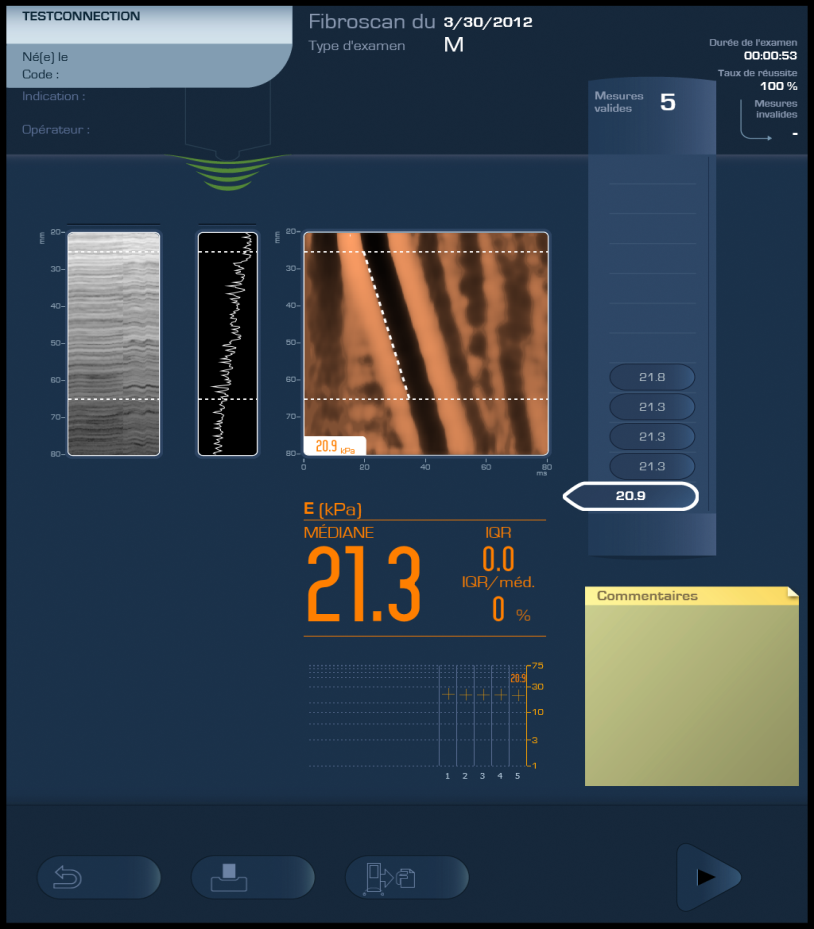 TESTCONNECTION
Né(e) le
Code :
Indication :
Opérateur :
Fibroscan du 3/30/2012
Type d'examen M
Durée de l'examen
00:00:53
Taux de réussite
100 %
Mesures
invalides
-
Mesures
valides 5
mm
20
30
40
50
60
70
80
mm
20
30
40
50
60
70
80
20.9 kPa
0 20 40 60 80
ms
21.8
21.3
21.3
21.3
20.9
E (kPa)
MÉDIANE
21.3
IQR
0.0
IQR/méd.
0 %
20.9
75
30
10
3
1
1 2 3 4 5
Commentaires